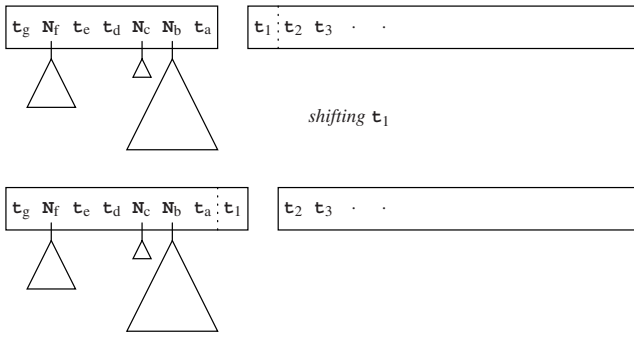 t_g N_f t_e t_d N_c N_b t_a t_1 t_2 t_3 · ·
shifting t_1
t_g N_f t_e t_d N_c N_b t_a t_1 t_2 t_3 · ·